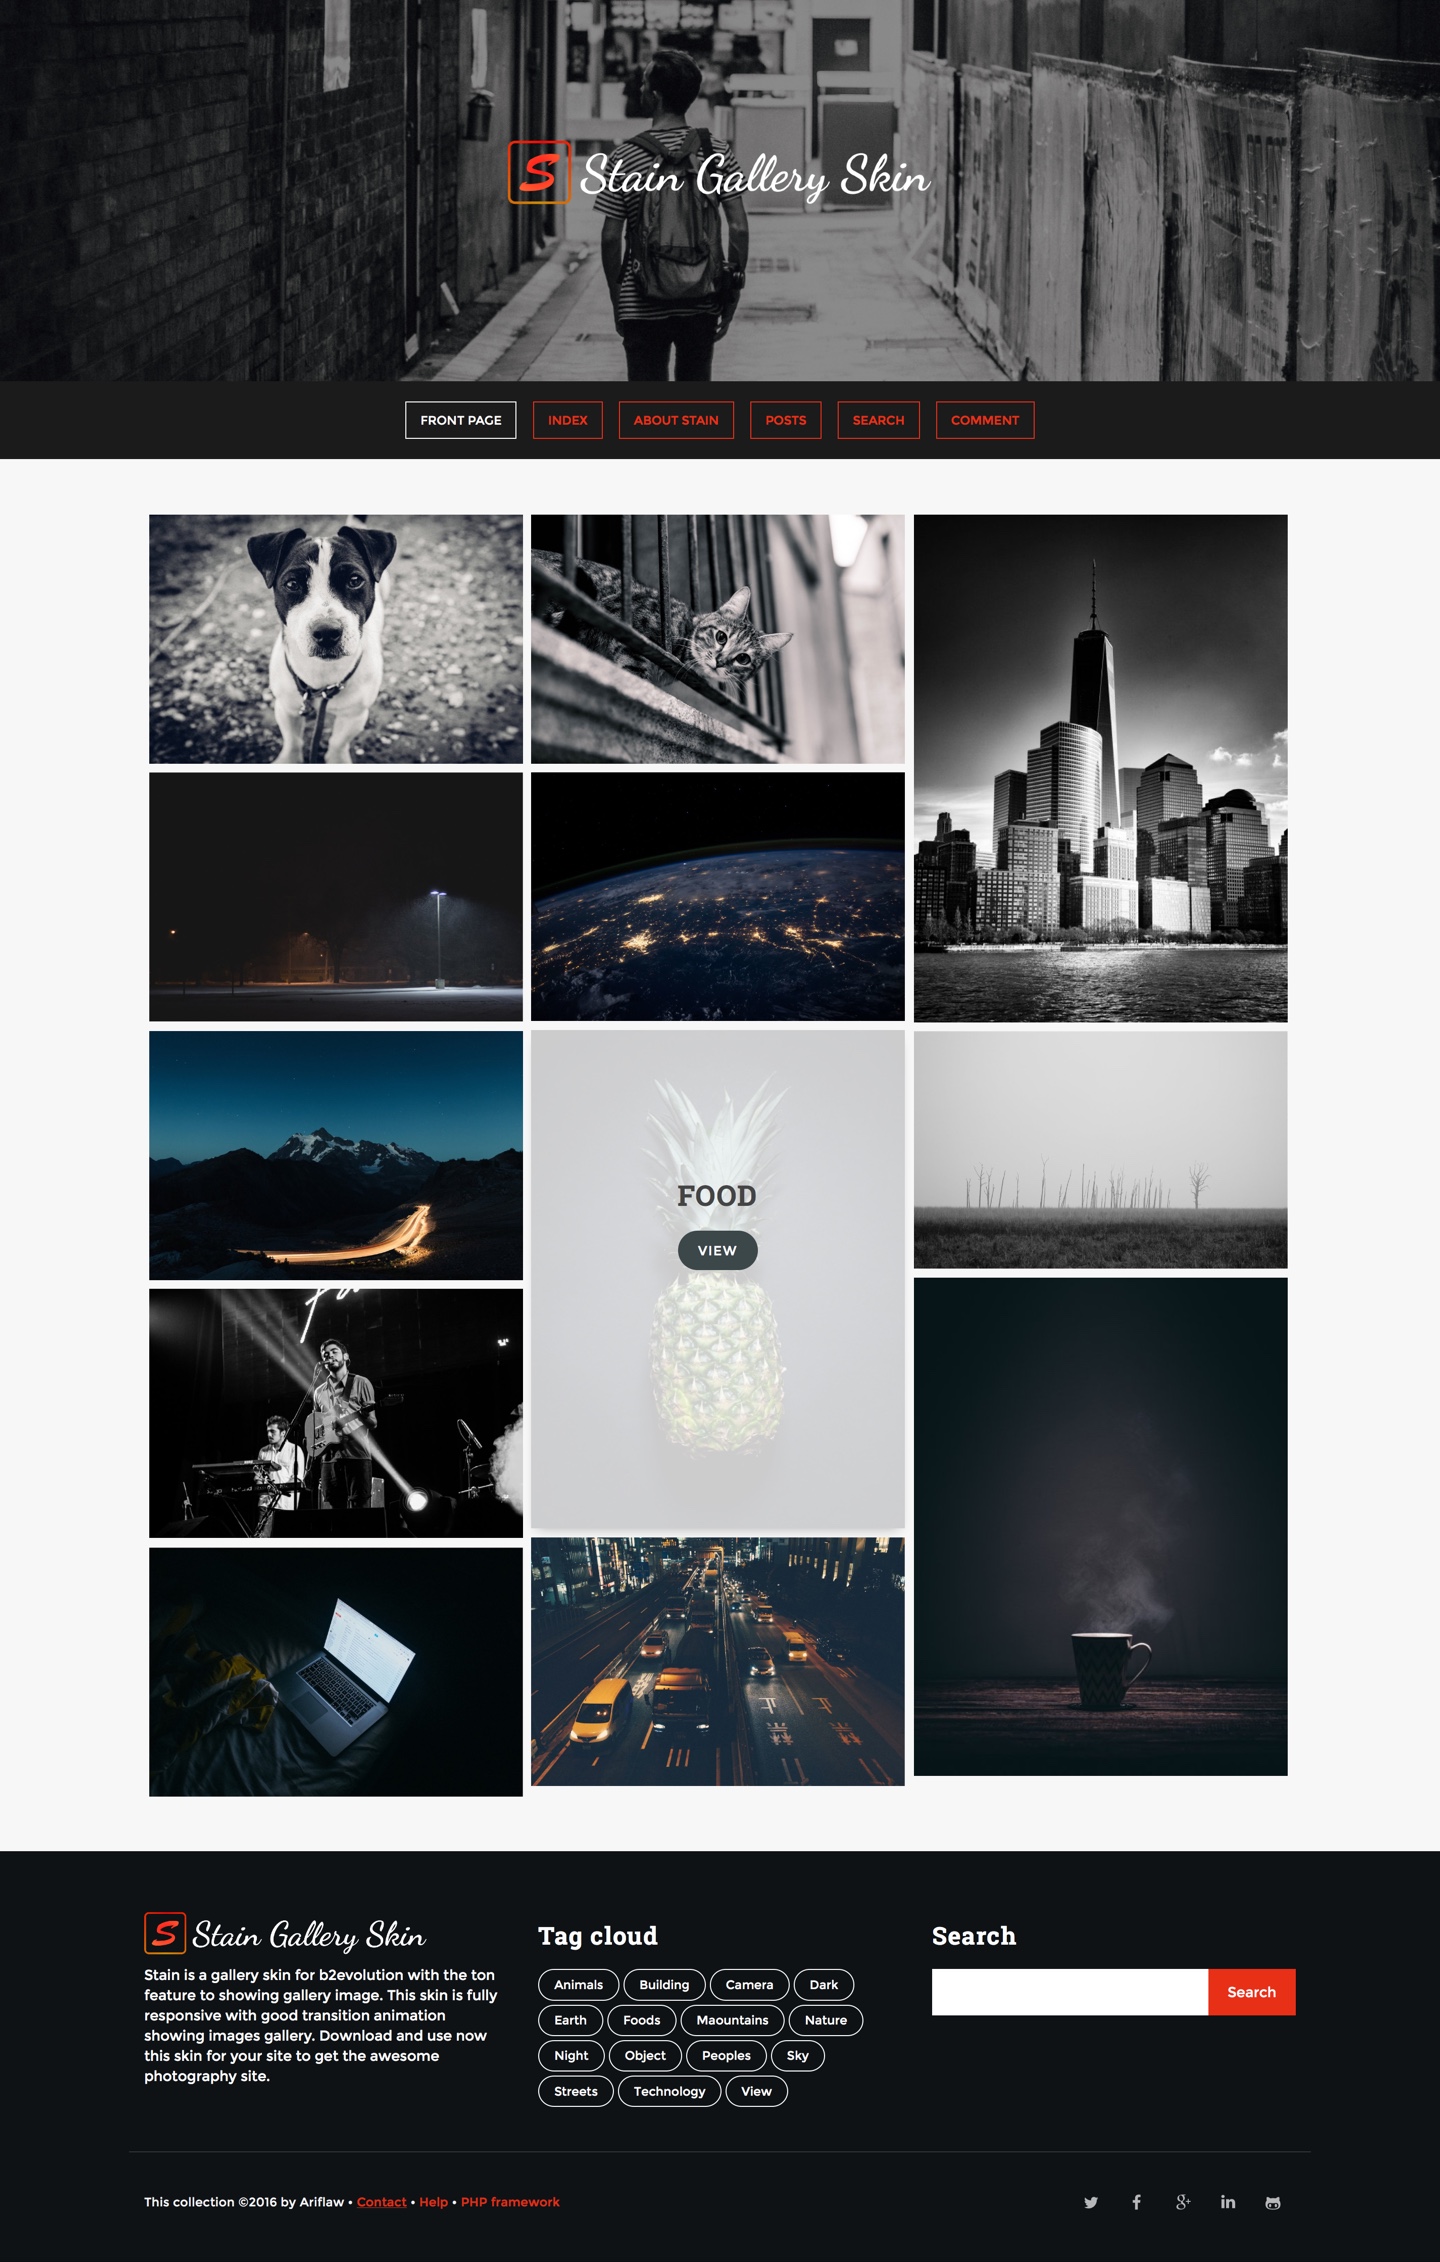 S Stain Gallery Skin
FRONT PAGE INDEX ABOUT STAIN POSTS SEARCH COMMENT
FOOD
VIEW
S Stain Gallery Skin
Stain is a gallery skin for b2evolution with the ton
feature to showing gallery image. This skin is fully
responsive with good transition animation
showing images gallery. Download and use now
this skin for your site to get the awesome
photography site.
Tag cloud
Animals Building Camera Dark
Earth Foods Maountains Nature
Night Object Peoples Sky
Streets Technology View
Search
Search
This collection ©2016 by Ariflaw • Contact • Help • PHP framework